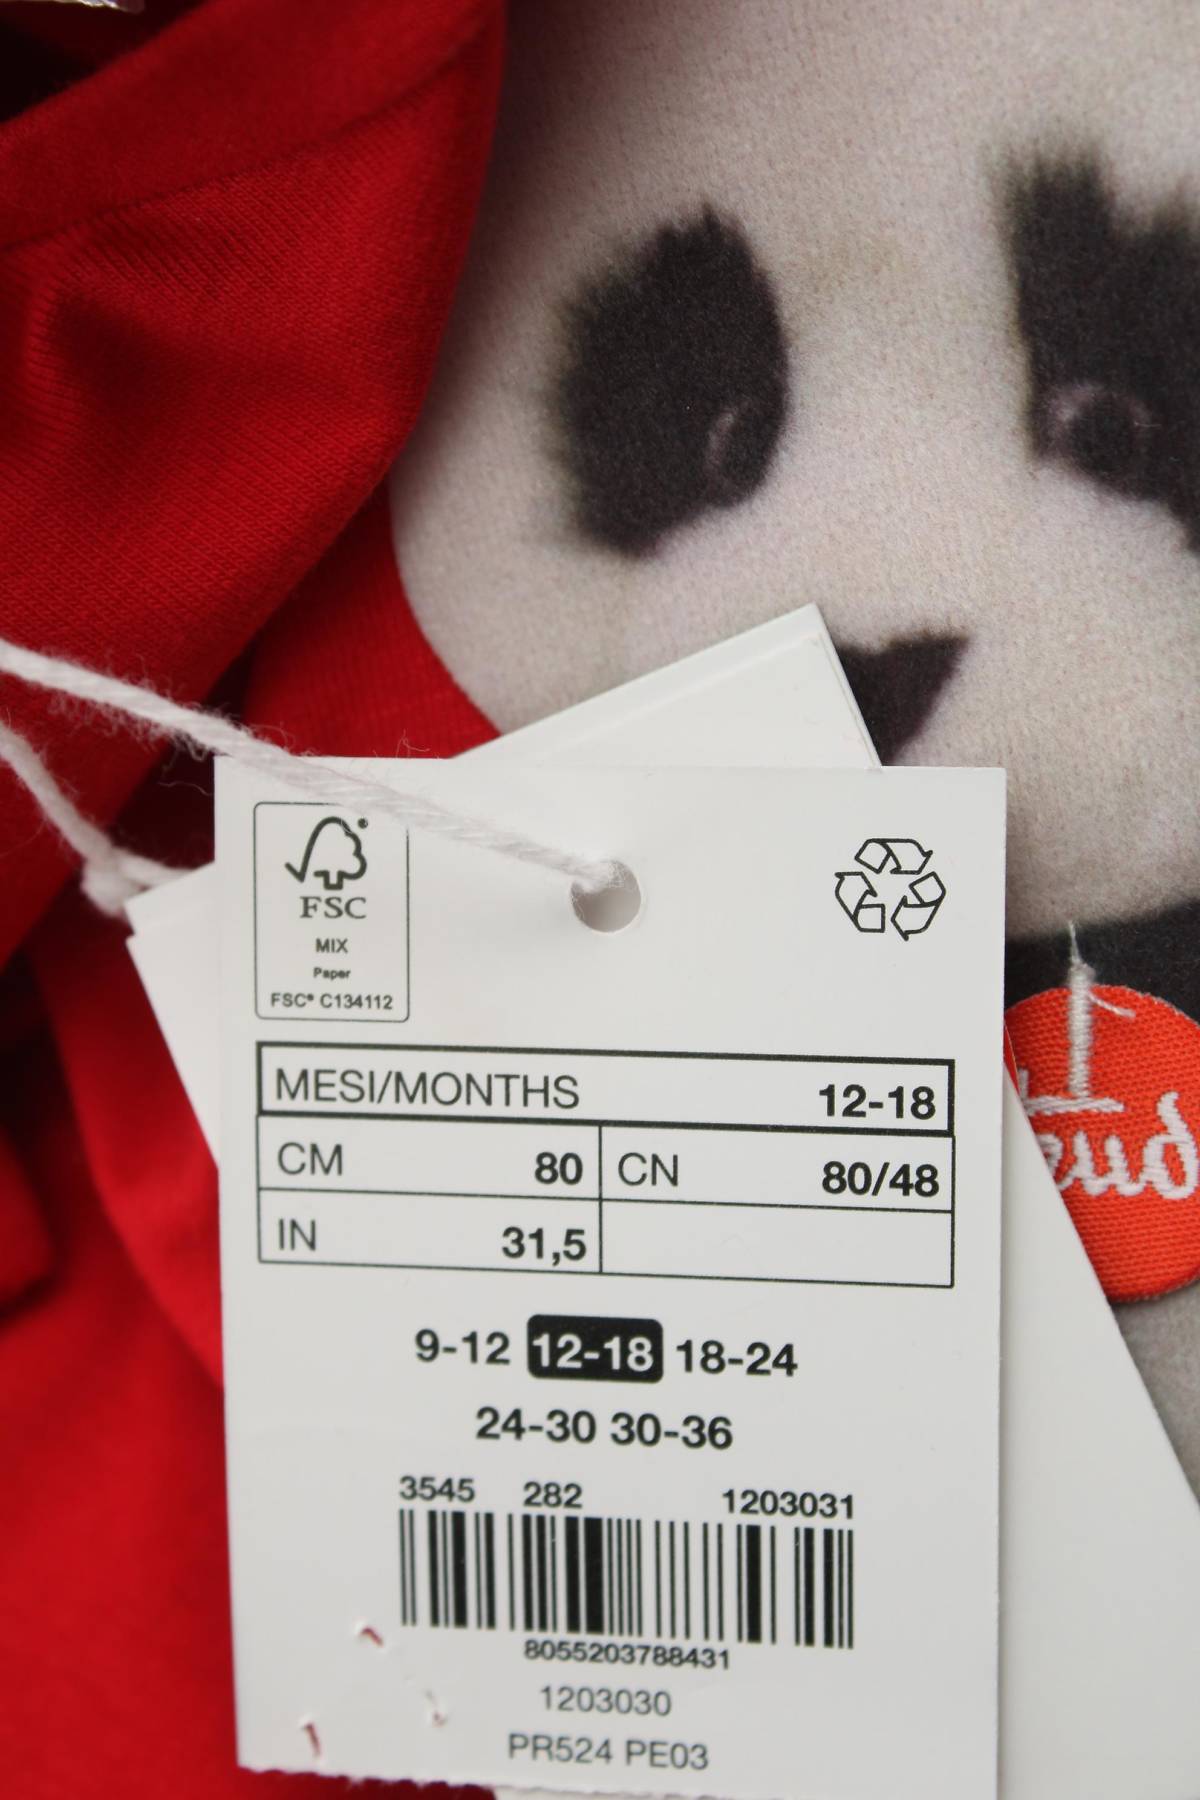 FSC
MIX
Paper
FSC® C134112
MESI/MONTHS 12-18
CM 80 CN 80/48
IN 31,5
9-12 12-18 18-24
24-30 30-36
3545 282 1203031
8055203788431
1203030
PR524 PE03